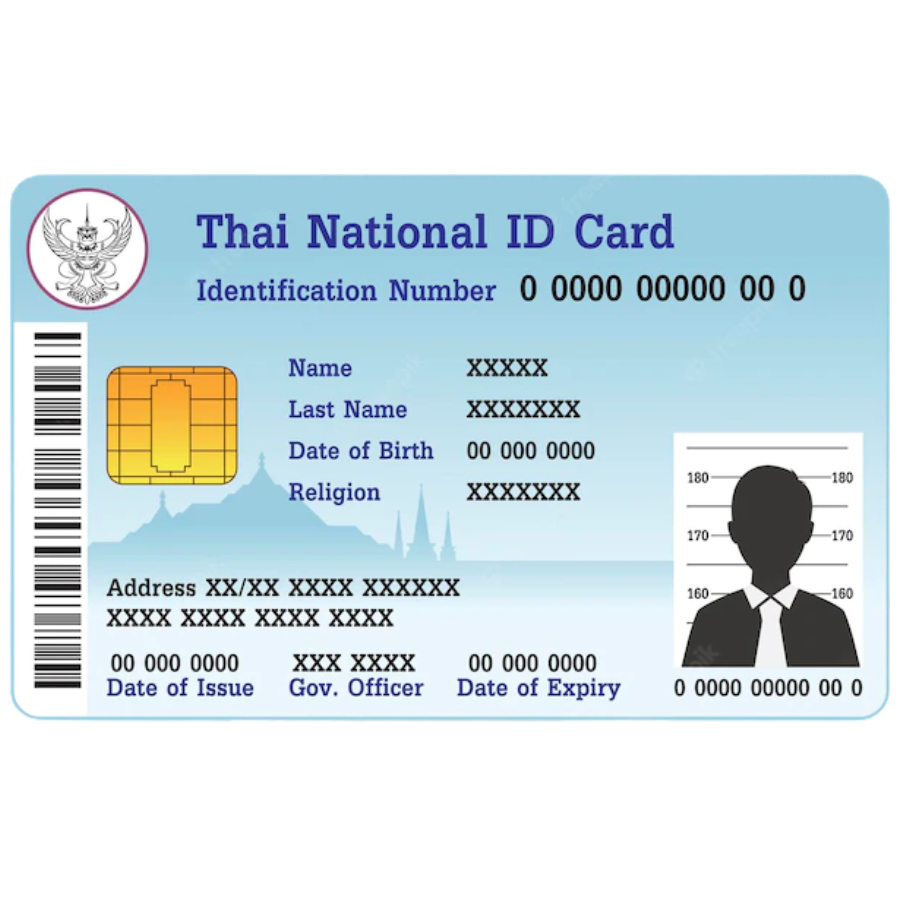 Thai National ID Card
Identification Number 0 0000 00000 00 0
Name XXXXX
Last Name XXXXXXX
Date of Birth 00 000 0000
Religion XXXXXXX
180 180
170 170
160 160
Address XX/XX XXXX XXXXXX
XXXX XXXX XXXX XXXX
00 000 0000 XXX XXXX 00 000 0000
Date of Issue Gov. Officer Date of Expiry
0 0000 00000 00 0